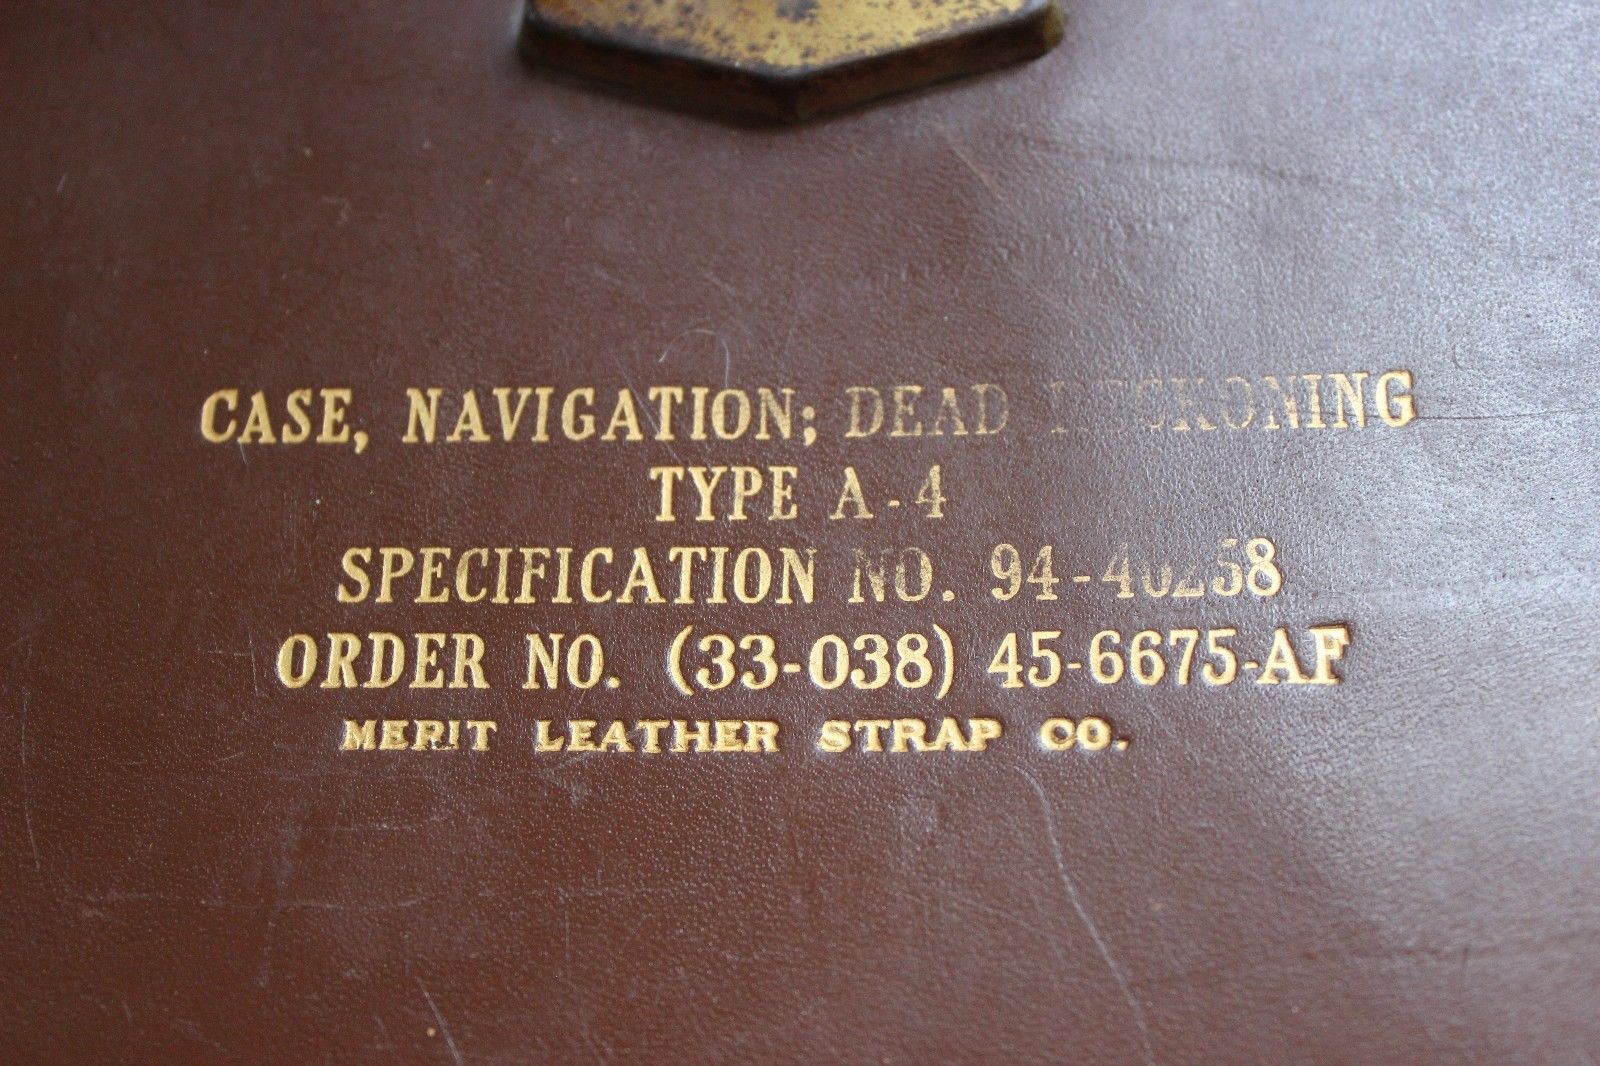 CASE, NAVIGATION; DEAD RECKONING
TYPE A-4
SPECIFICATION NO. 94-40258
ORDER NO. (33-038) 45-6675-AF
MERIT LEATHER STRAP CO.